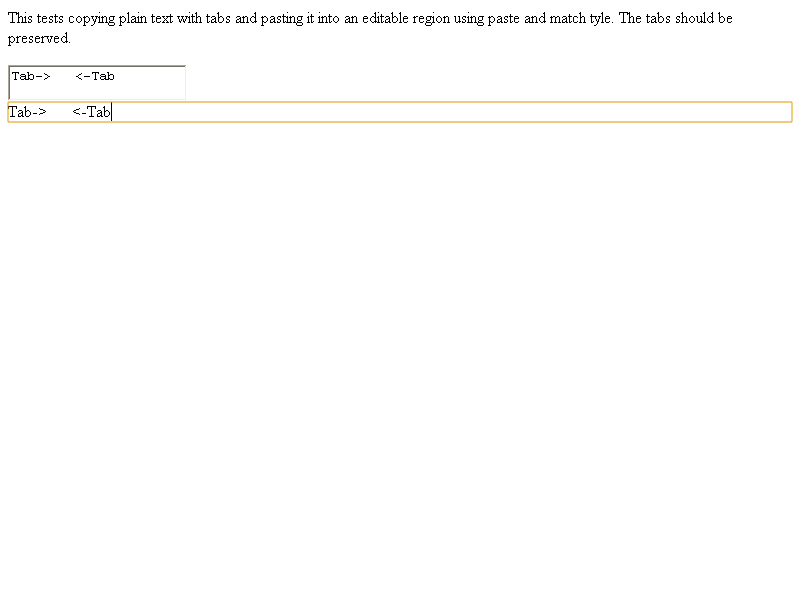 This tests copying plain text with tabs and pasting it into an editable region using paste and match tyle. The tabs should be
preserved.
Tab->	<-Tab
Tab->	<-Tab